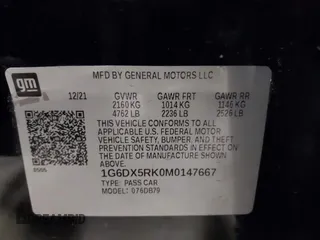 gm
MFD BY GENERAL MOTORS LLC
12/21 GVWR GAWR FRT GAWR RR
2160 KG 1014 KG 1146 KG
4762 LB 2236 LB 2526 LB
THIS VEHICLE CONFORMS TO ALL
APPLICABLE U.S. FEDERAL MOTOR
VEHICLE SAFETY, BUMPER, AND THEFT
PREVENTION STANDARDS IN EFFECT ON
THE DATE OF MANUFACTURE SHOWN
ABOVE.
1G6DX5RK0M0147667
TYPE: PASS CAR
MODEL: 076DB79